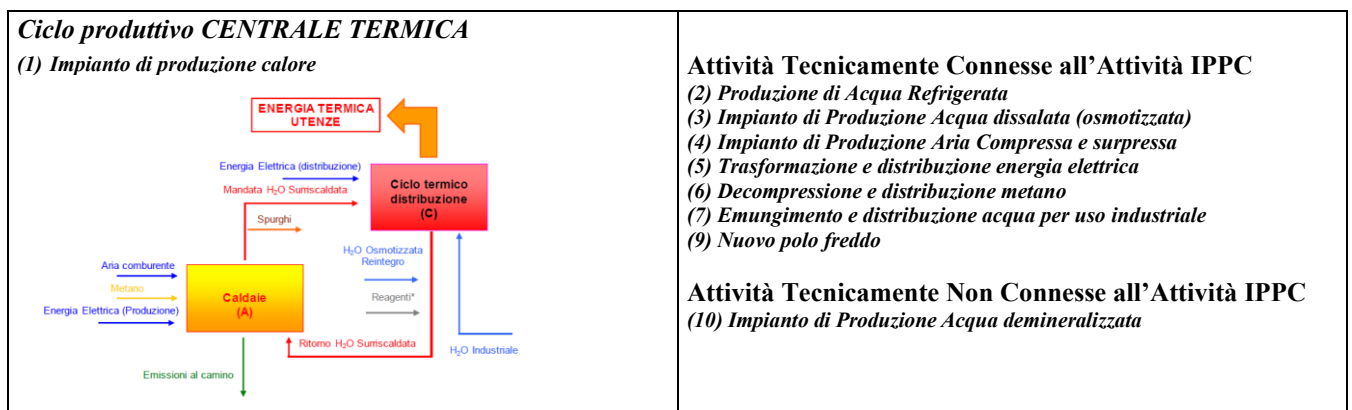 Ciclo produttivo CENTRALE TERMICA
(1) Impianto di produzione calore
ENERGIA TERMICA
UTENZE
Energia Elettrica (distribuzione)
Mandata H₂O Surriscaldata
Ciclo termico
distribuzione
(C)
Spurghi
H₂O Osmotizzata
Reintegro
Aria comburente
Metano
Energia Elettrica (Produzione)
Caldaie
(A)
Reagenti*
Ritorno H₂O Surriscaldata
H₂O Industriale
Emissioni al camino
Attività Tecnicamente Connesse all’Attività IPPC
(2) Produzione di Acqua Refrigerata
(3) Impianto di Produzione Acqua dissalata (osmotizzata)
(4) Impianto di Produzione Aria Compressa e surpressa
(5) Trasformazione e distribuzione energia elettrica
(6) Decompressione e distribuzione metano
(7) Emungimento e distribuzione acqua per uso industriale
(9) Nuovo polo freddo
Attività Tecnicamente Non Connesse all’Attività IPPC
(10) Impianto di Produzione Acqua demineralizzata